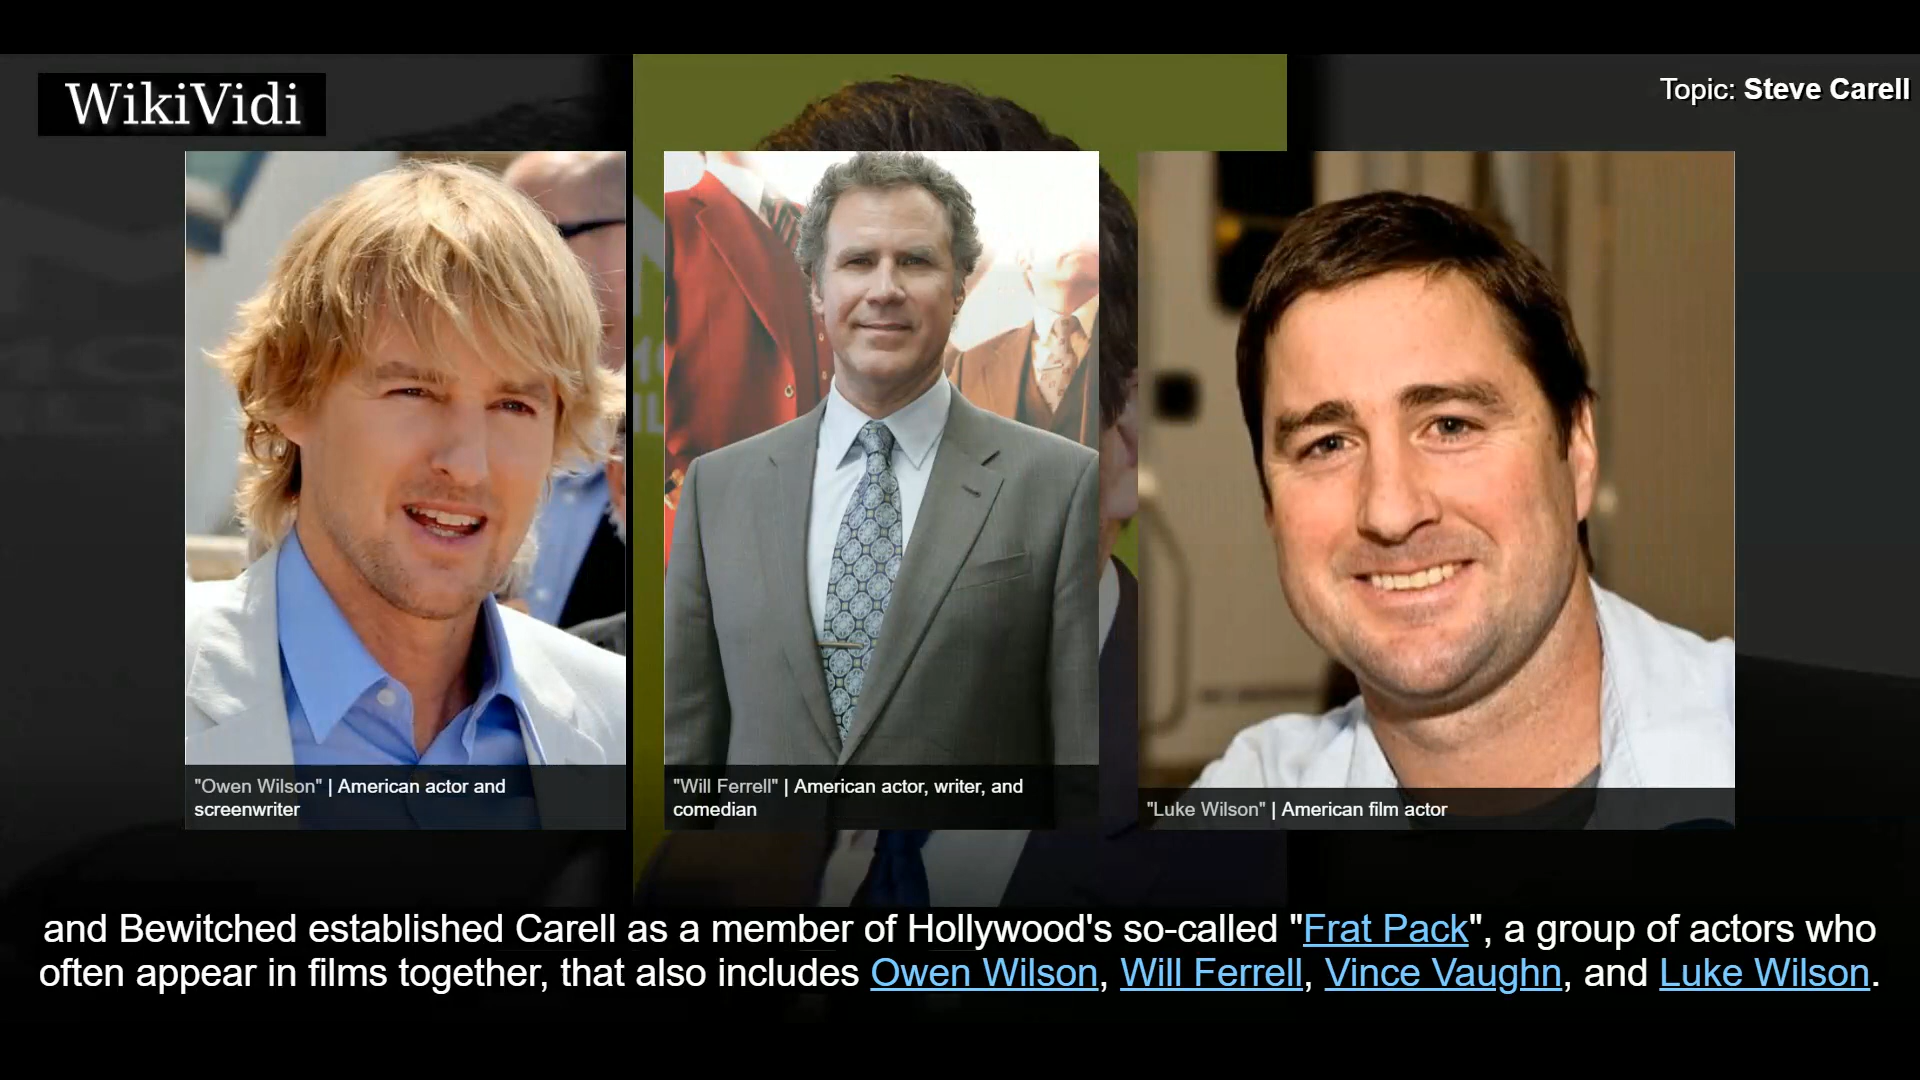 WikiVidi
Topic: Steve Carell
"Owen Wilson" | American actor and
screenwriter
"Will Ferrell" | American actor, writer, and
comedian
"Luke Wilson" | American film actor
and Bewitched established Carell as a member of Hollywood's so-called "Frat Pack", a group of actors who
often appear in films together, that also includes Owen Wilson, Will Ferrell, Vince Vaughn, and Luke Wilson.